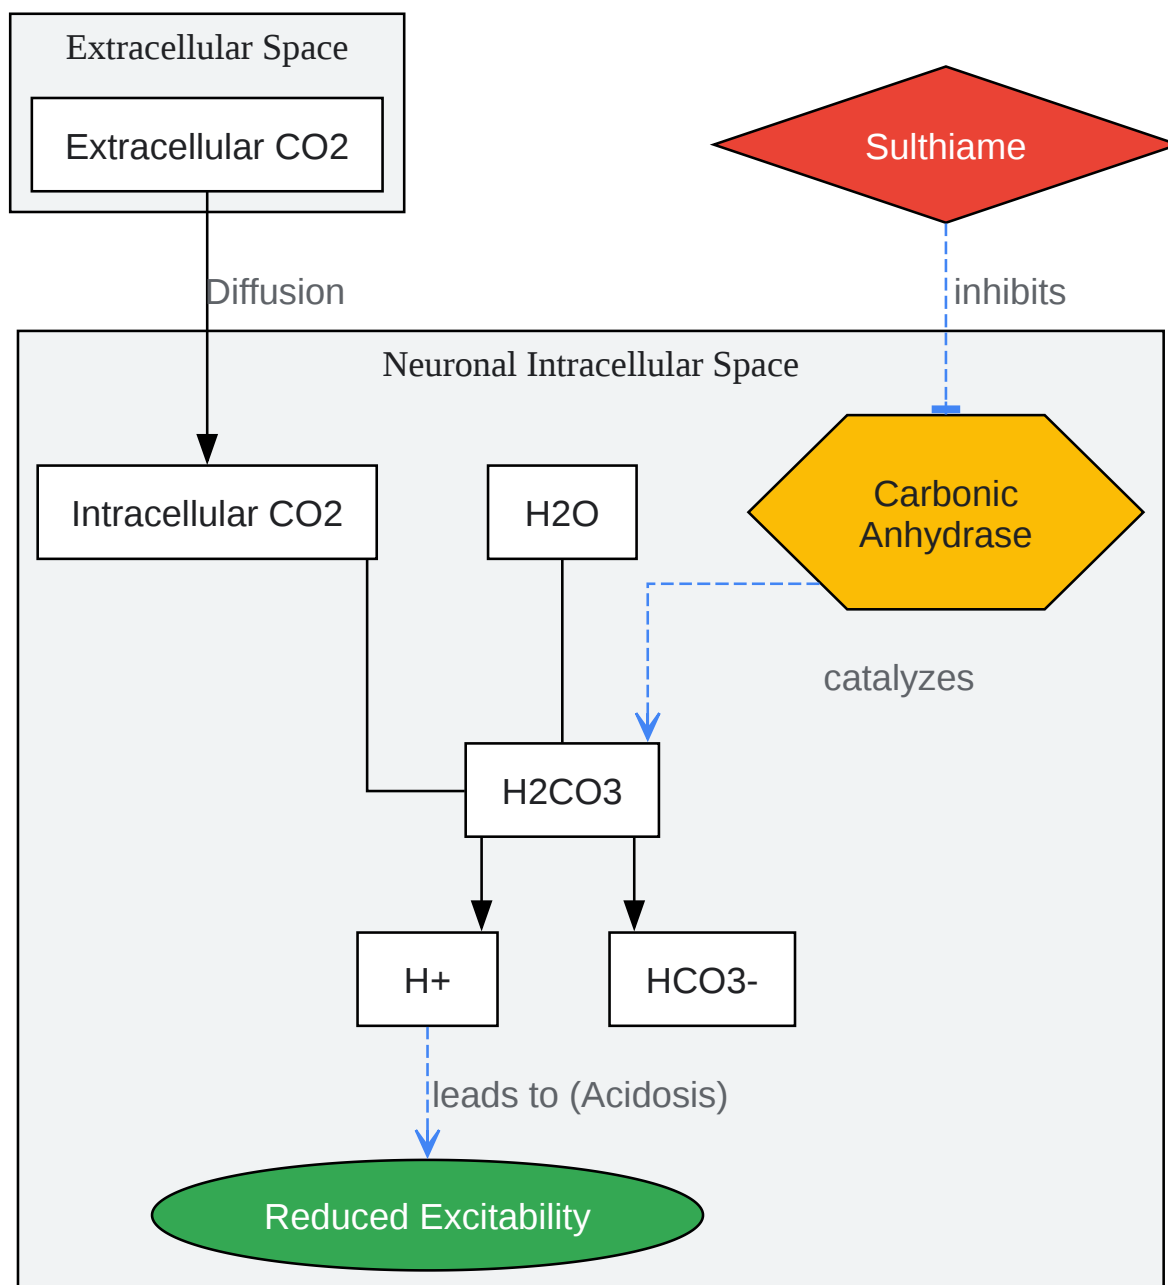 Extracellular Space
Extracellular CO2
Sulthiame
Diffusion
inhibits
Neuronal Intracellular Space
Intracellular CO2
H2O
Carbonic
Anhydrase
catalyzes
H2CO3
H+
HCO3-
leads to (Acidosis)
Reduced Excitability